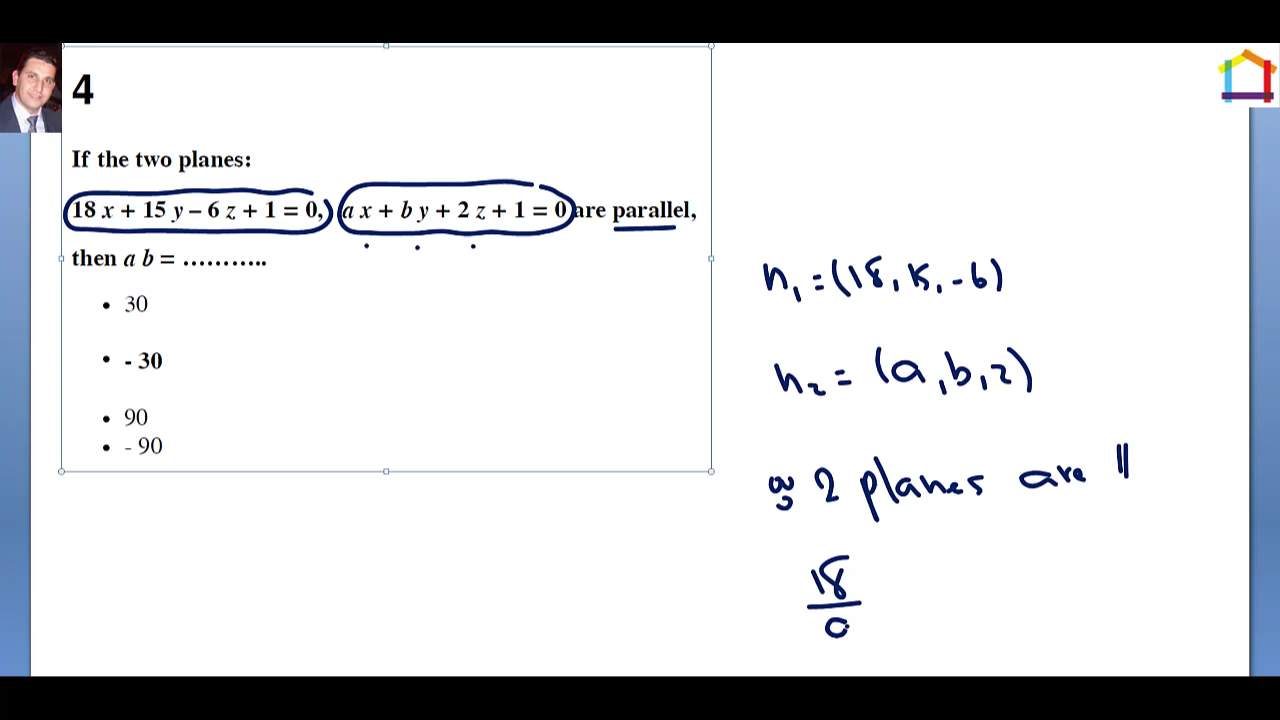 4
If the two planes:
18 x + 15 y – 6 z + 1 = 0, a x + b y + 2 z + 1 = 0 are parallel,
then a b = ………..
• 30
• - 30
• 90
• - 90
n₁ = (18, 15, -6)
n₂ = (a, b, 2)
2 planes are ||
18
a